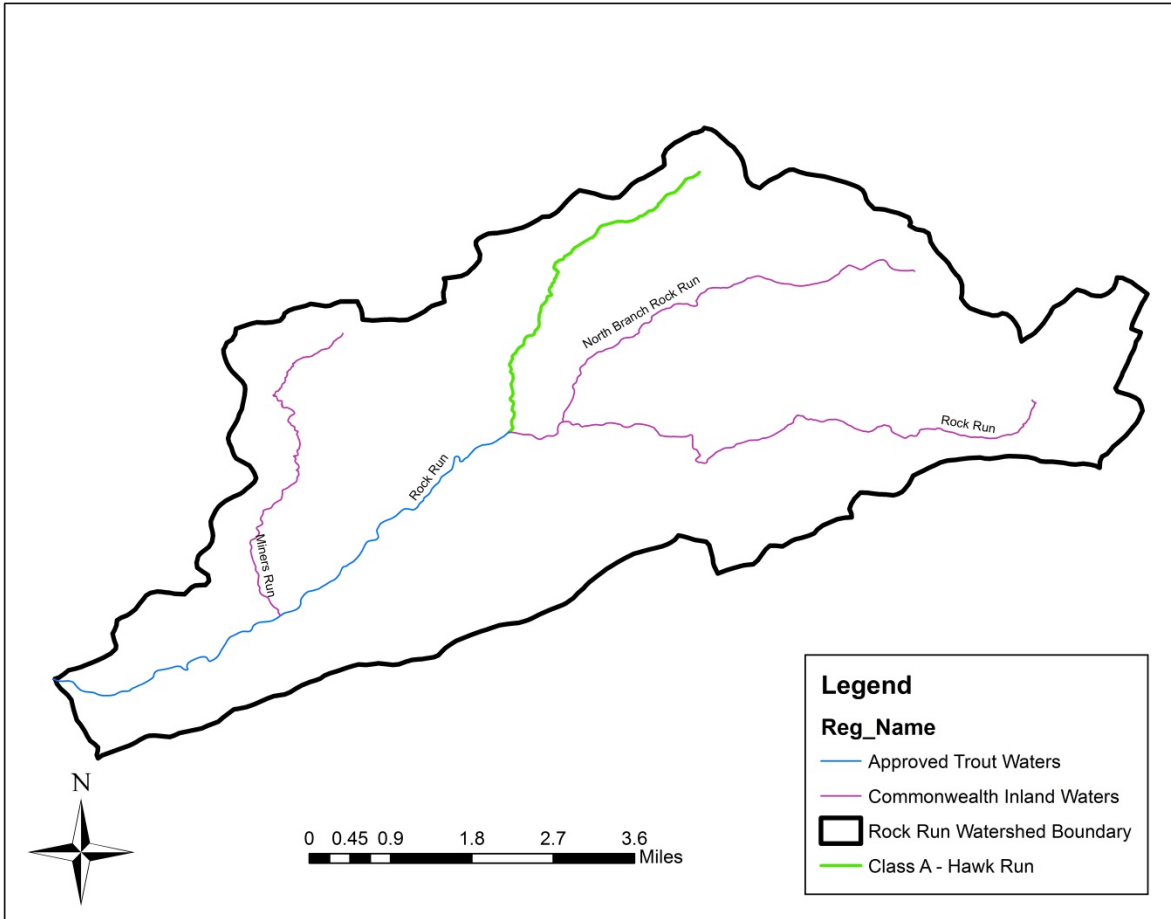 North Branch Rock Run
Rock Run
Rock Run
Miners Run
N
0 0.45 0.9 1.8 2.7 3.6
Miles
Legend
Reg_Name
Approved Trout Waters
Commonwealth Inland Waters
Rock Run Watershed Boundary
Class A - Hawk Run